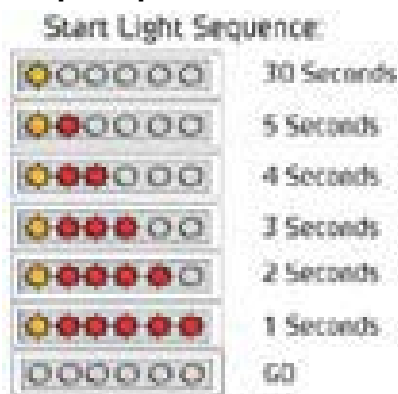 Start Light Sequence:
30 Seconds
5 Seconds
4 Seconds
3 Seconds
2 Seconds
1 Seconds
GO